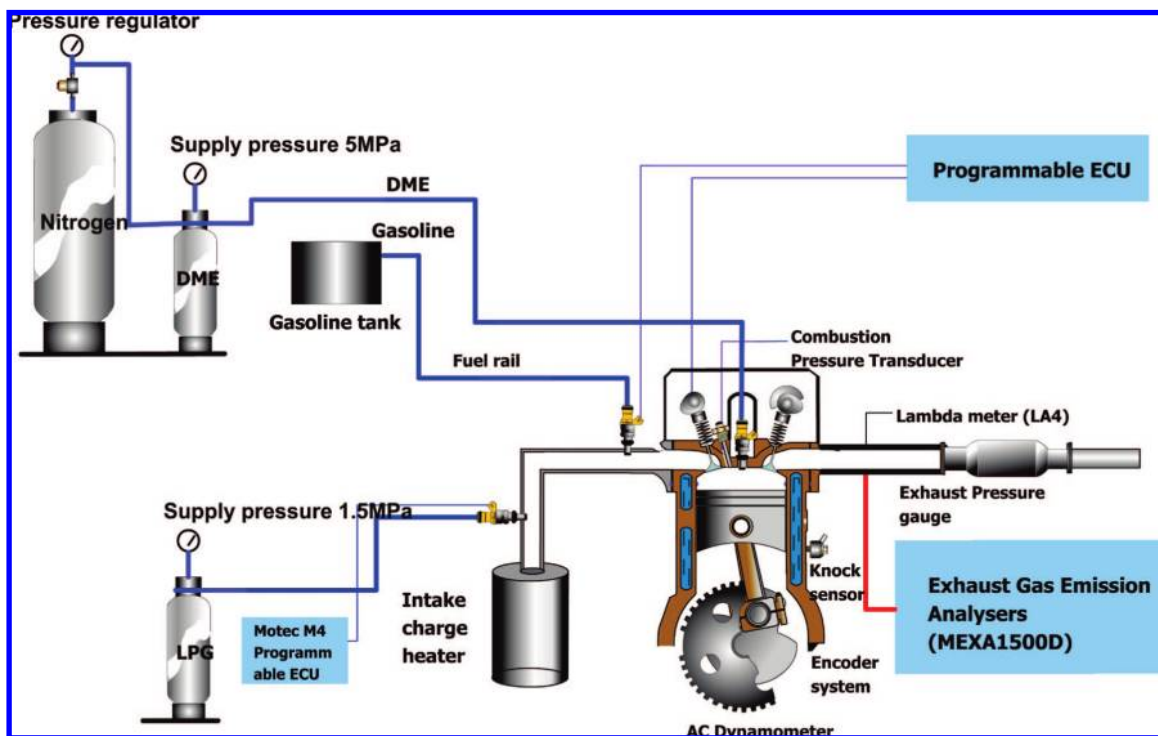 Pressure regulator
Supply pressure 5MPa
Nitrogen
DME
DME
Gasoline
Gasoline tank
Fuel rail
Programmable ECU
Combustion
Pressure Transducer
Lambda meter (LA4)
Exhaust Pressure
gauge
Supply pressure 1.5MPa
LPG
Motec M4
Programm
able ECU
Intake
charge
heater
Knock
sensor
Encoder
system
AC Dynamometer
Exhaust Gas Emission
Analysers
(MEXA1500D)